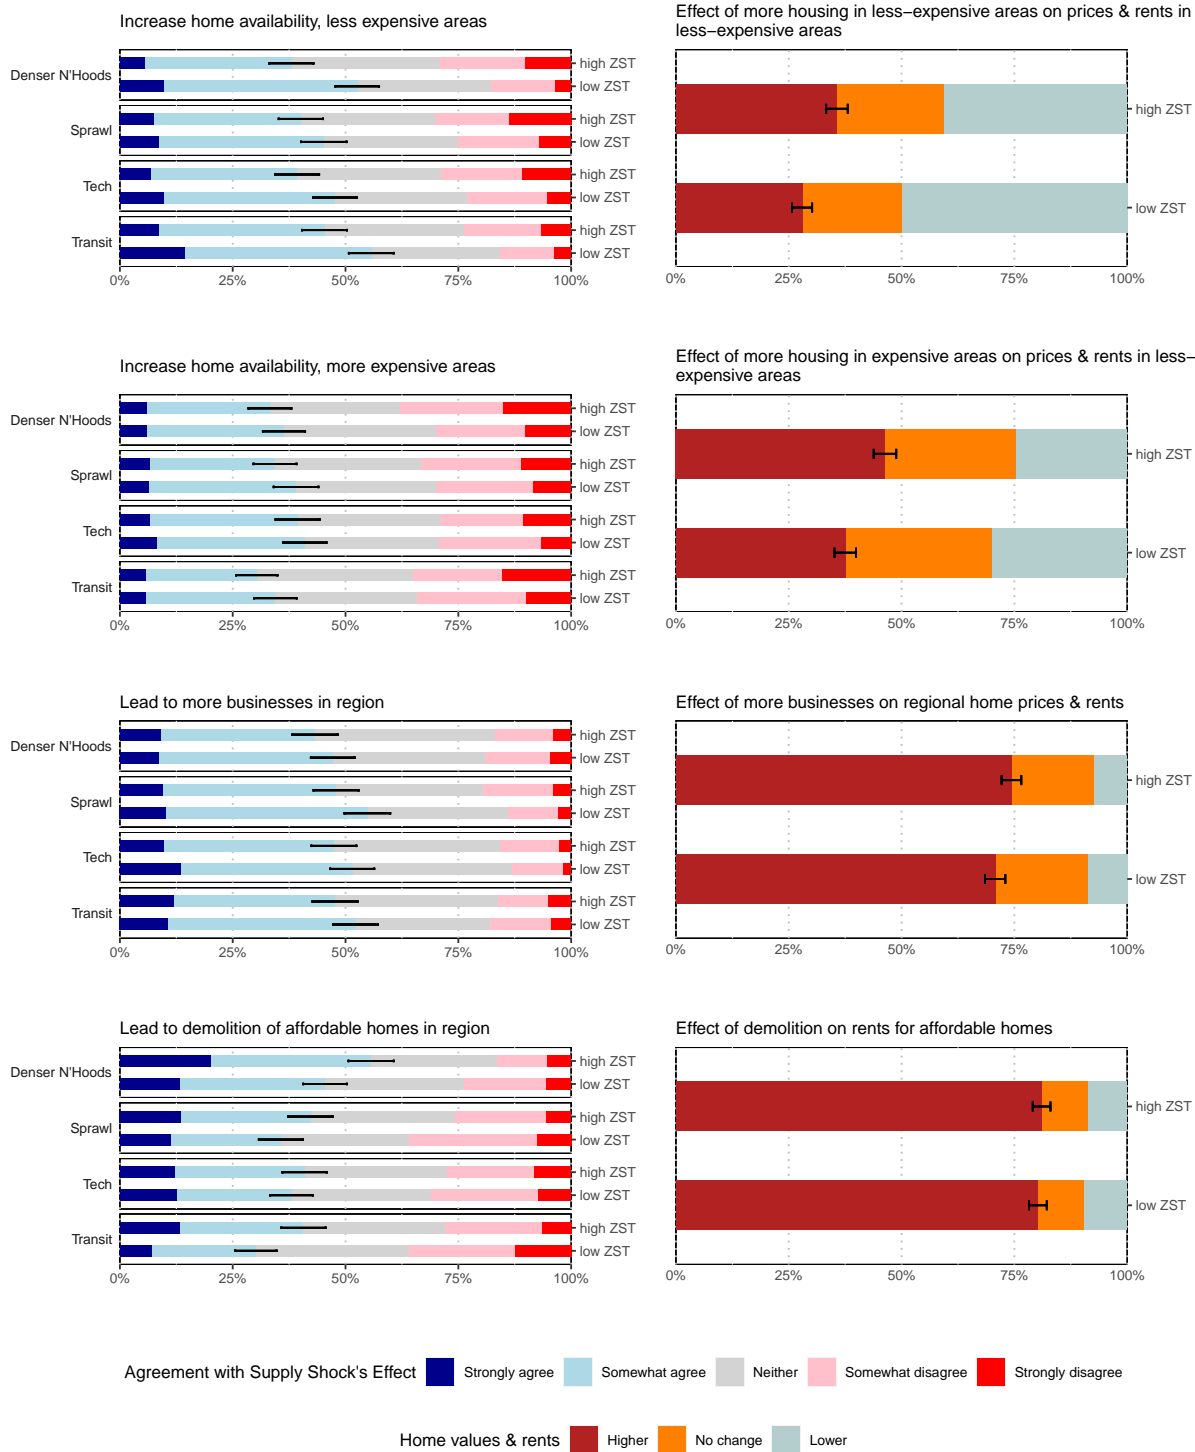 Increase home availability, less expensive areas
Denser N'Hoods
high ZST
low ZST
Sprawl
high ZST
low ZST
Tech
high ZST
low ZST
Transit
high ZST
low ZST
0% 25% 50% 75% 100%
Effect of more housing in less−expensive areas on prices & rents in
less−expensive areas
high ZST
low ZST
0% 25% 50% 75% 100%
Increase home availability, more expensive areas
Denser N'Hoods
high ZST
low ZST
Sprawl
high ZST
low ZST
Tech
high ZST
low ZST
Transit
high ZST
low ZST
0% 25% 50% 75% 100%
Effect of more housing in expensive areas on prices & rents in less−
expensive areas
high ZST
low ZST
0% 25% 50% 75% 100%
Lead to more businesses in region
Denser N'Hoods
high ZST
low ZST
Sprawl
high ZST
low ZST
Tech
high ZST
low ZST
Transit
high ZST
low ZST
0% 25% 50% 75% 100%
Effect of more businesses on regional home prices & rents
high ZST
low ZST
0% 25% 50% 75% 100%
Lead to demolition of affordable homes in region
Denser N'Hoods
high ZST
low ZST
Sprawl
high ZST
low ZST
Tech
high ZST
low ZST
Transit
high ZST
low ZST
0% 25% 50% 75% 100%
Effect of demolition on rents for affordable homes
high ZST
low ZST
0% 25% 50% 75% 100%
Agreement with Supply Shock's Effect Strongly agree Somewhat agree Neither Somewhat disagree Strongly disagree
Home values & rents Higher No change Lower